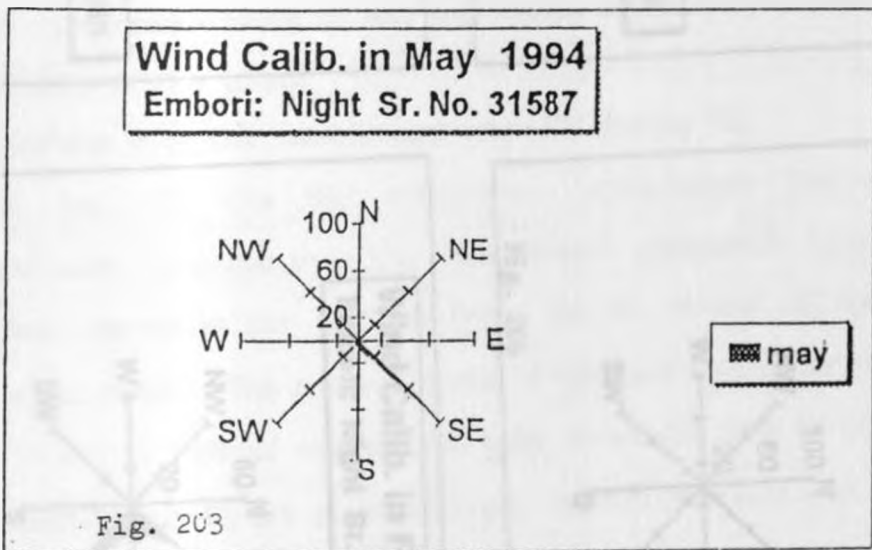 Wind Calib. in May 1994
Embori: Night Sr. No. 31587
100 N
NW NE
60
20
W E
SW SE
S
may
Fig. 203